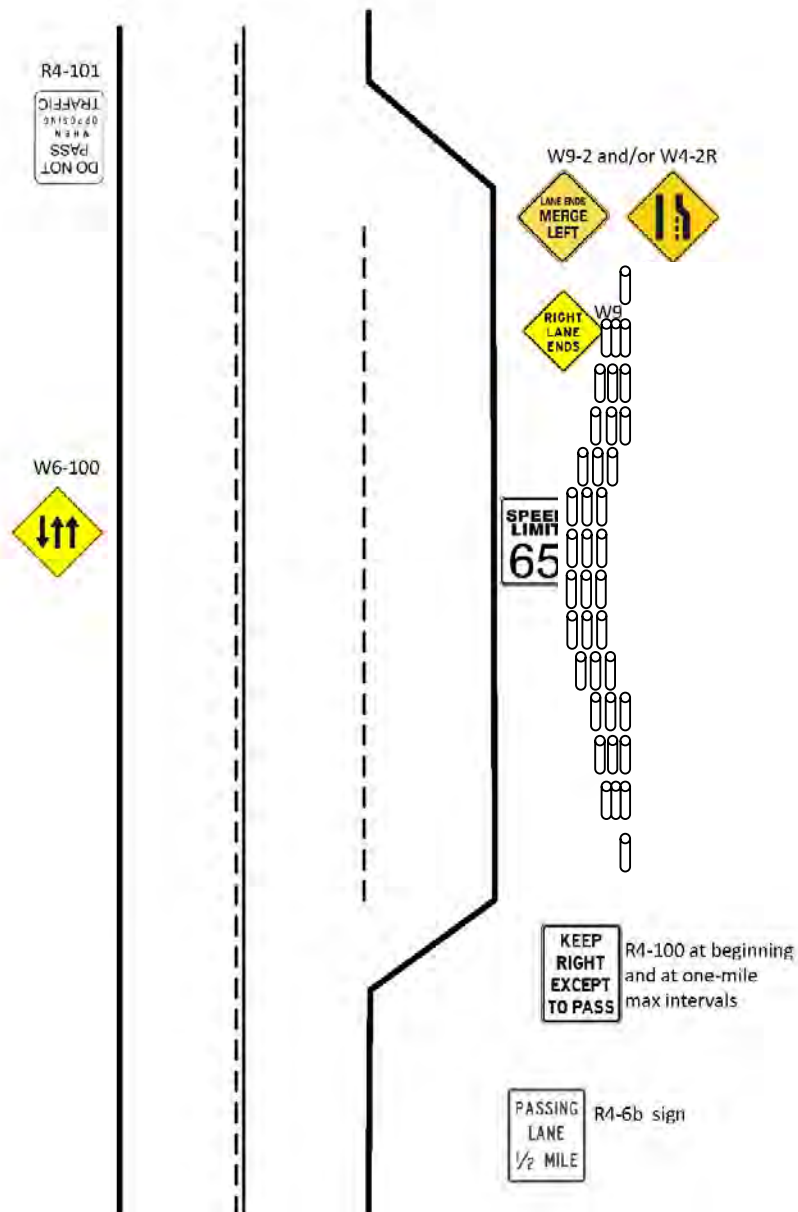 R4-101
DO NOT
PASS
WHEN
OPPOSING
TRAFFIC
W9-2 and/or W4-2R
LANE ENDS
MERGE
LEFT
W9
RIGHT
LANE
ENDS
W6-100
SPEE
LIMIT
65
KEEP
RIGHT
EXCEPT
TO PASS
R4-100 at beginning
and at one-mile
max intervals
PASSING
LANE
1/2 MILE
R4-6b sign